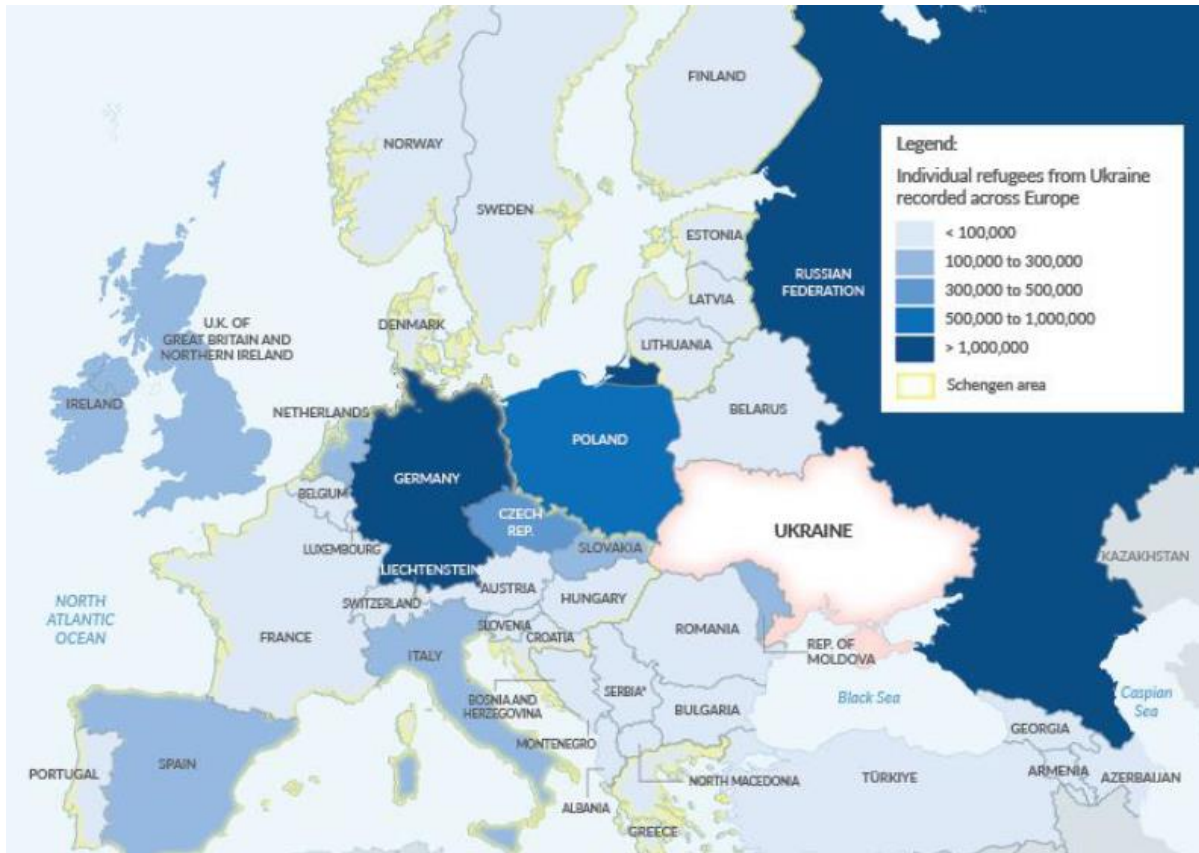 FINLAND
NORWAY
SWEDEN
ESTONIA
RUSSIAN
FEDERATION
LATVIA
DENMARK
LITHUANIA
U.K. OF
GREAT BRITAIN AND
NORTHERN IRELAND
IRELAND
NETHERLANDS
BELARUS
POLAND
GERMANY
BELGIUM
CZECH
REP.
UKRAINE
LUXEMBOURG
SLOVAKIA
KAZAKHSTAN
LIECHTENSTEIN
AUSTRIA
SWITZERLAND
HUNGARY
NORTH
ATLANTIC
OCEAN
FRANCE
SLOVENIA
CROATIA
ROMANIA
REP. OF
MOLDOVA
ITALY
BOSNIA AND
HERZEGOVINA
SERBIA*
Black Sea
Caspian
Sea
BULGARIA
MONTENEGRO
GEORGIA
PORTUGAL
SPAIN
NORTH MACEDONIA
TÜRKIYE
ARMENIA
AZERBAIJAN
ALBANIA
GREECE
Legend:
Individual refugees from Ukraine
recorded across Europe
< 100,000
100,000 to 300,000
300,000 to 500,000
500,000 to 1,000,000
> 1,000,000
Schengen area